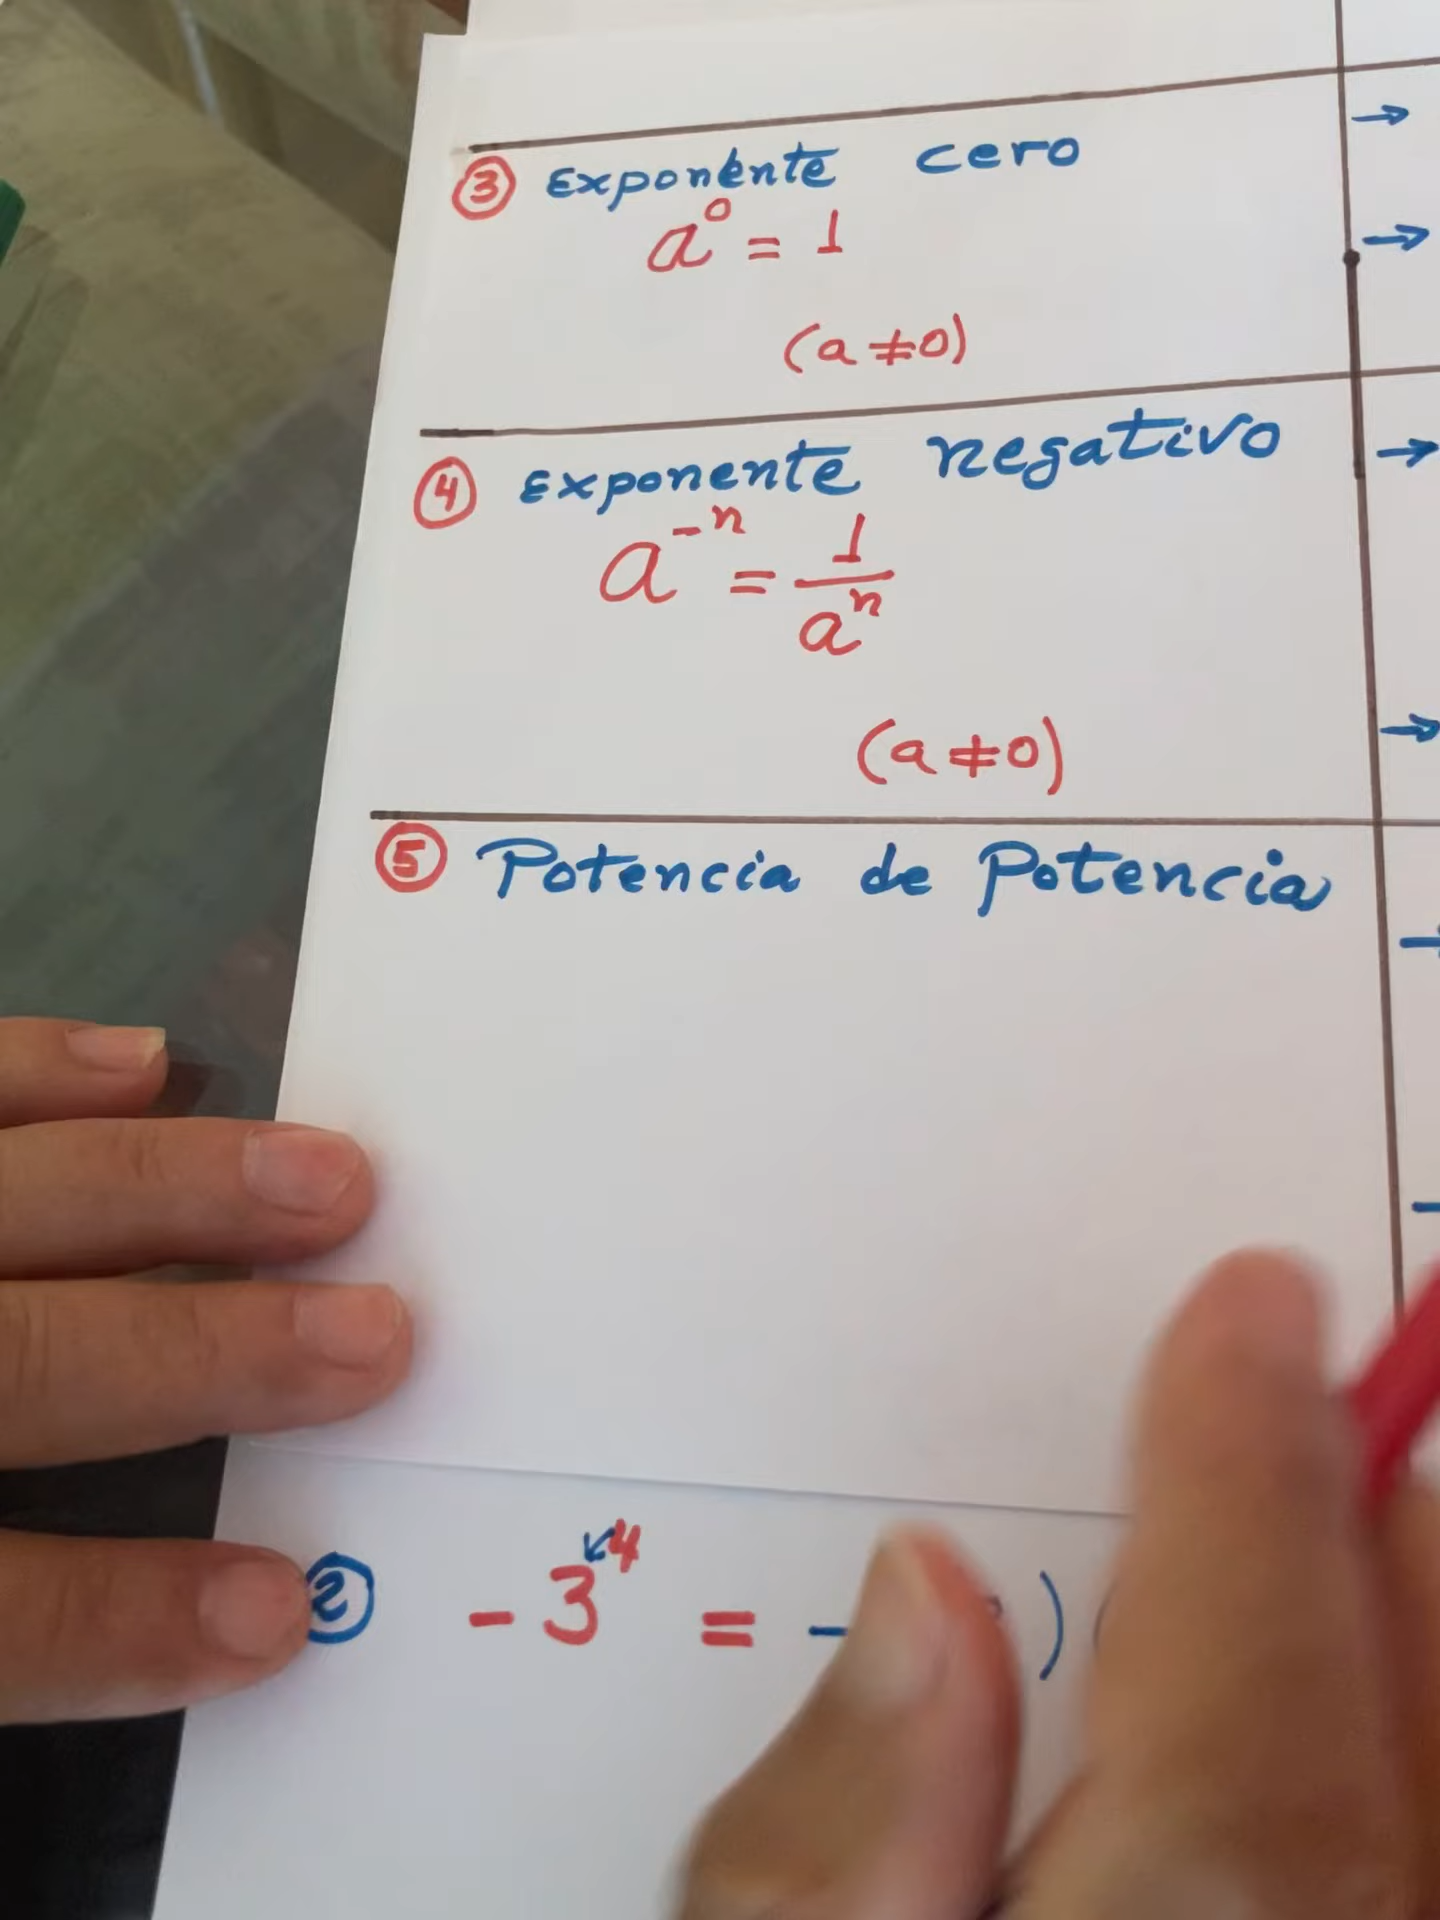 ③ Exponente cero
a⁰ = 1
(a ≠ 0)
④ Exponente negativo
a⁻ⁿ = 1/aⁿ
(a ≠ 0)
⑤ Potencia de Potencia
② -3⁴ = - )